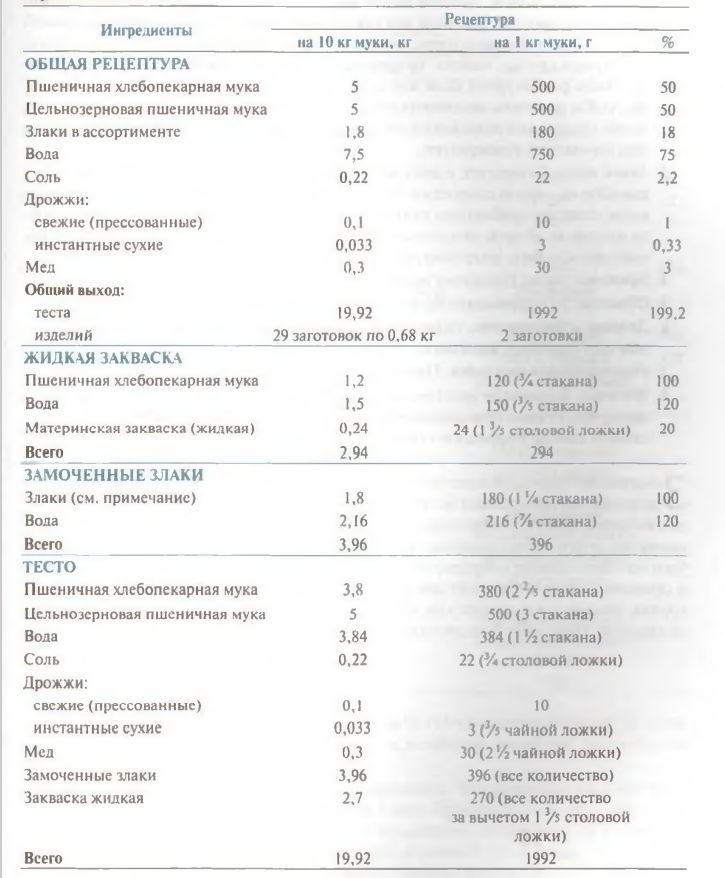 Ингредиенты Рецептура
на 10 кг муки, кг на 1 кг муки, г %
ОБЩАЯ РЕЦЕПТУРА
Пшеничная хлебопекарная мука 5 500 50
Цельнозерновая пшеничная мука 5 500 50
Злаки в ассортименте 1,8 180 18
Вода 7,5 750 75
Соль 0,22 22 2,2
Дрожжи:
свежие (прессованные) 0,1 10 1
инстантные сухие 0,033 3 0,33
Мед 0,3 30 3
Общий выход:
теста 19,92 1992 199,2
изделий 29 заготовок по 0,68 кг 2 заготовки
ЖИДКАЯ ЗАКВАСКА
Пшеничная хлебопекарная мука 1,2 120 (¾ стакана) 100
Вода 1,5 150 (⅗ стакана) 120
Материнская закваска (жидкая) 0,24 24 (1 ⅗ столовой ложки) 20
Всего 2,94 294
ЗАМОЧЕННЫЕ ЗЛАКИ
Злаки (см. примечание) 1,8 180 (1 ¼ стакана) 100
Вода 2,16 216 (⅞ стакана) 120
Всего 3,96 396
ТЕСТО
Пшеничная хлебопекарная мука 3,8 380 (2 ⅖ стакана)
Цельнозерновая пшеничная мука 5 500 (3 стакана)
Вода 3,84 384 (1 ½ стакана)
Соль 0,22 22 (¾ столовой ложки)
Дрожжи:
свежие (прессованные) 0,1 10
инстантные сухие 0,033 3 (⅗ чайной ложки)
Мед 0,3 30 (2 ½ чайной ложки)
Замоченные злаки 3,96 396 (все количество)
Закваска жидкая 2,7 270 (все количество
за вычетом 1 ⅗ столовой
ложки)
Всего 19,92 1992